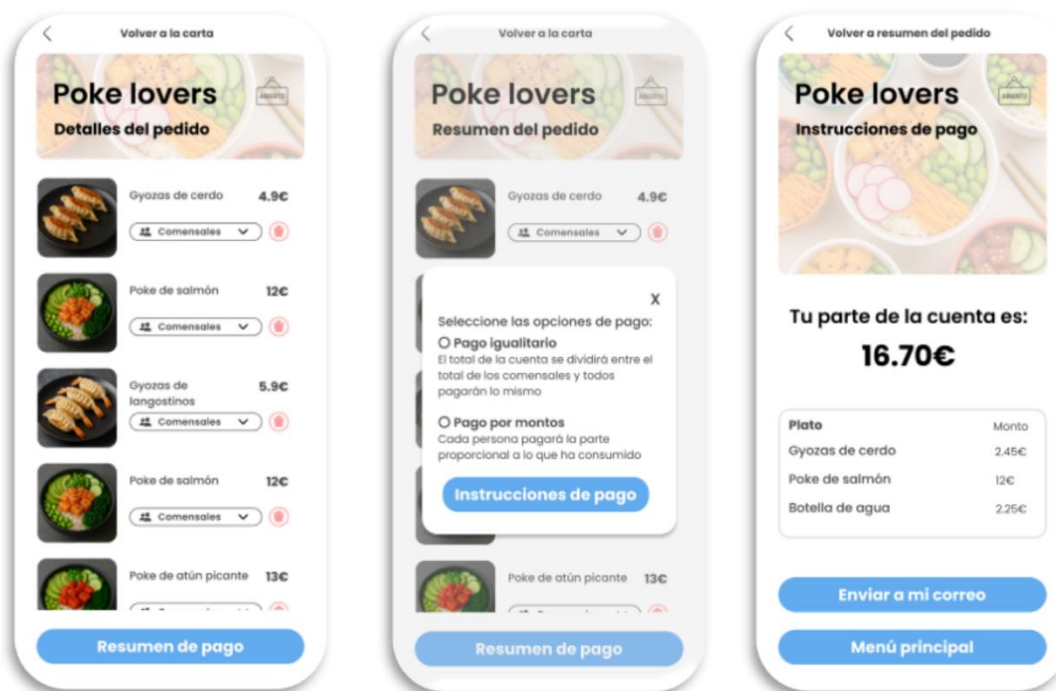 Volver a la carta
Poke lovers
ABIERTO
Detalles del pedido
Gyozas de cerdo 4.9€
Comensales
Poke de salmón 12€
Comensales
Gyozas de 5.9€
langostinos
Comensales
Poke de salmón 12€
Comensales
Poke de atún picante 13€
Resumen de pago
Volver a la carta
Poke lovers
ABIERTO
Resumen del pedido
Gyozas de cerdo 4.9€
Comensales
X
Seleccione las opciones de pago:
Pago igualitario
El total de la cuenta se dividirá entre el
total de los comensales y todos
pagarán lo mismo
Pago por montos
Cada persona pagará la parte
proporcional a lo que ha consumido
Instrucciones de pago
Poke de atún picante 13€
Resumen de pago
Volver a resumen del pedido
Poke lovers
ABIERTO
Instrucciones de pago
Tu parte de la cuenta es:
16.70€
Plato Monto
Gyozas de cerdo 2.45€
Poke de salmón 12€
Botella de agua 2.25€
Enviar a mi correo
Menú principal